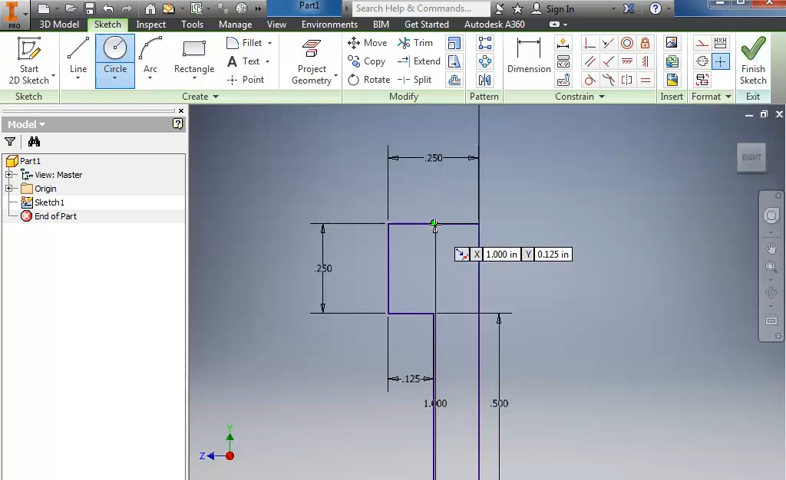 Part1
Search Help & Commands...
Sign In
PRO
3D Model Sketch Inspect Tools Manage View Environments BIM Get Started Autodesk A360
Start
2D Sketch
Line
Circle
Arc
Rectangle
Fillet
Text
Point
Project
Geometry
Move
Copy
Rotate
Trim
Extend
Split
Dimension
Finish
Sketch
Sketch
Create
Modify
Pattern
Constrain
Insert
Format
Exit
Model
Part1
View: Master
Origin
Sketch1
End of Part
.250
.250
X 1.000 in Y 0.125 in
.125
1.000
.500
RIGHT
Y
Z